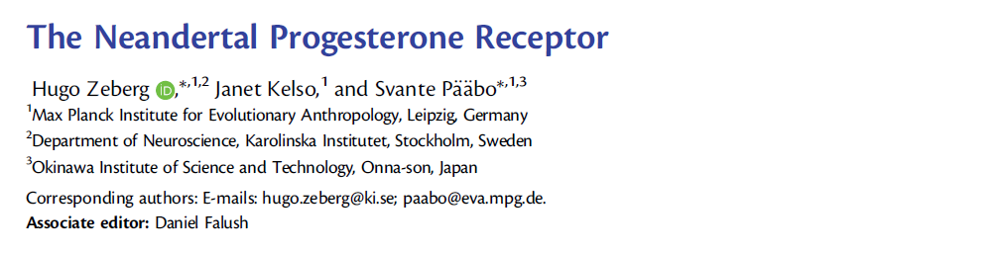 The Neandertal Progesterone Receptor
Hugo Zeberg iD,*,1,2 Janet Kelso,1 and Svante Pääbo*,1,3
1Max Planck Institute for Evolutionary Anthropology, Leipzig, Germany
2Department of Neuroscience, Karolinska Institutet, Stockholm, Sweden
3Okinawa Institute of Science and Technology, Onna-son, Japan
Corresponding authors: E-mails: hugo.zeberg@ki.se; paabo@eva.mpg.de.
Associate editor: Daniel Falush